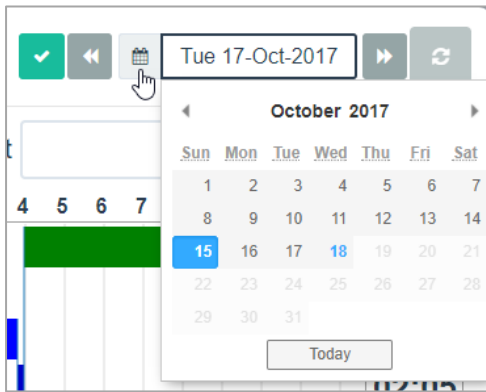 Tue 17-Oct-2017
October 2017
t
Sun Mon Tue Wed Thu Fri Sat
1 2 3 4 5 6 7
4 5 6 7
8 9 10 11 12 13 14
15 16 17 18 19 20 21
22 23 24 25 26 27 28
29 30 31
Today
02:05